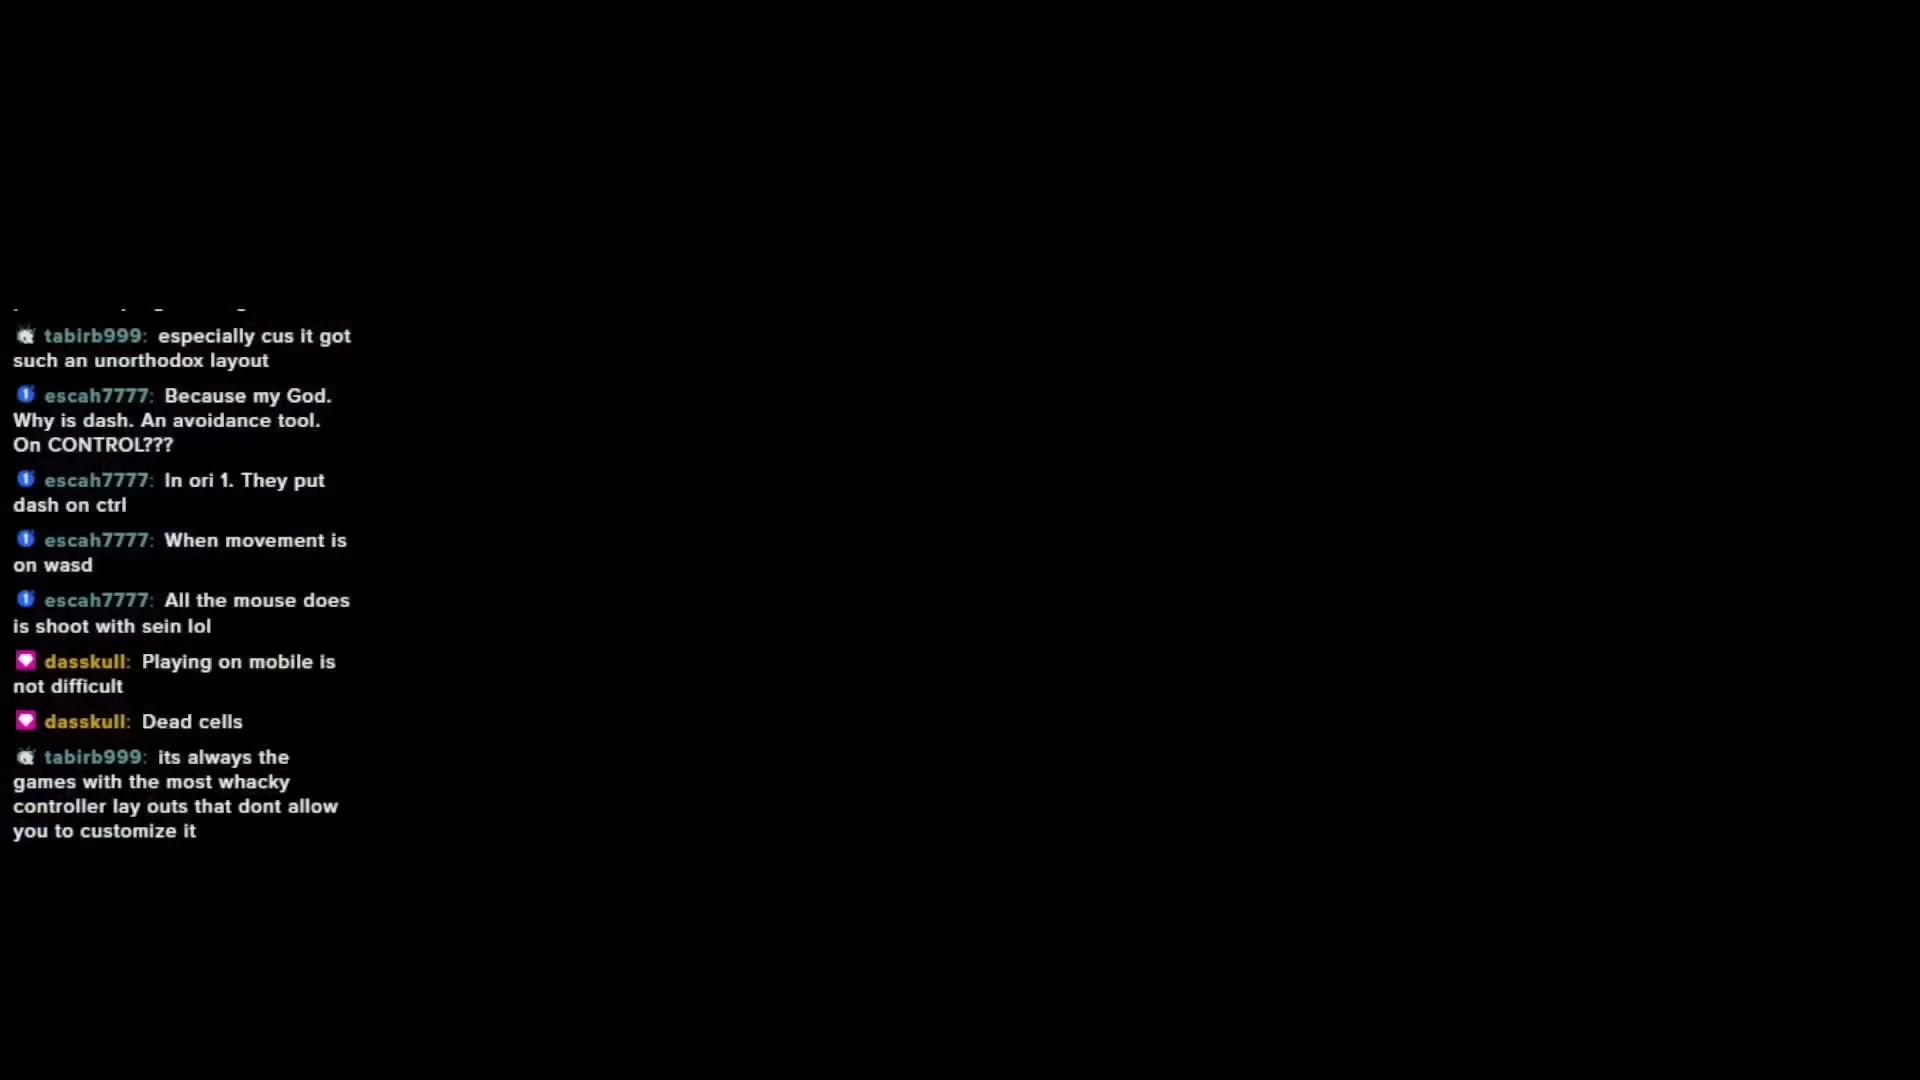 tabirb999: especially cus it got
such an unorthodox layout
escah7777: Because my God.
Why is dash. An avoidance tool.
On CONTROL???
escah7777: In ori 1. They put
dash on ctrl
escah7777: When movement is
on wasd
escah7777: All the mouse does
is shoot with sein lol
dasskull: Playing on mobile is
not difficult
dasskull: Dead cells
tabirb999: its always the
games with the most whacky
controller lay outs that dont allow
you to customize it